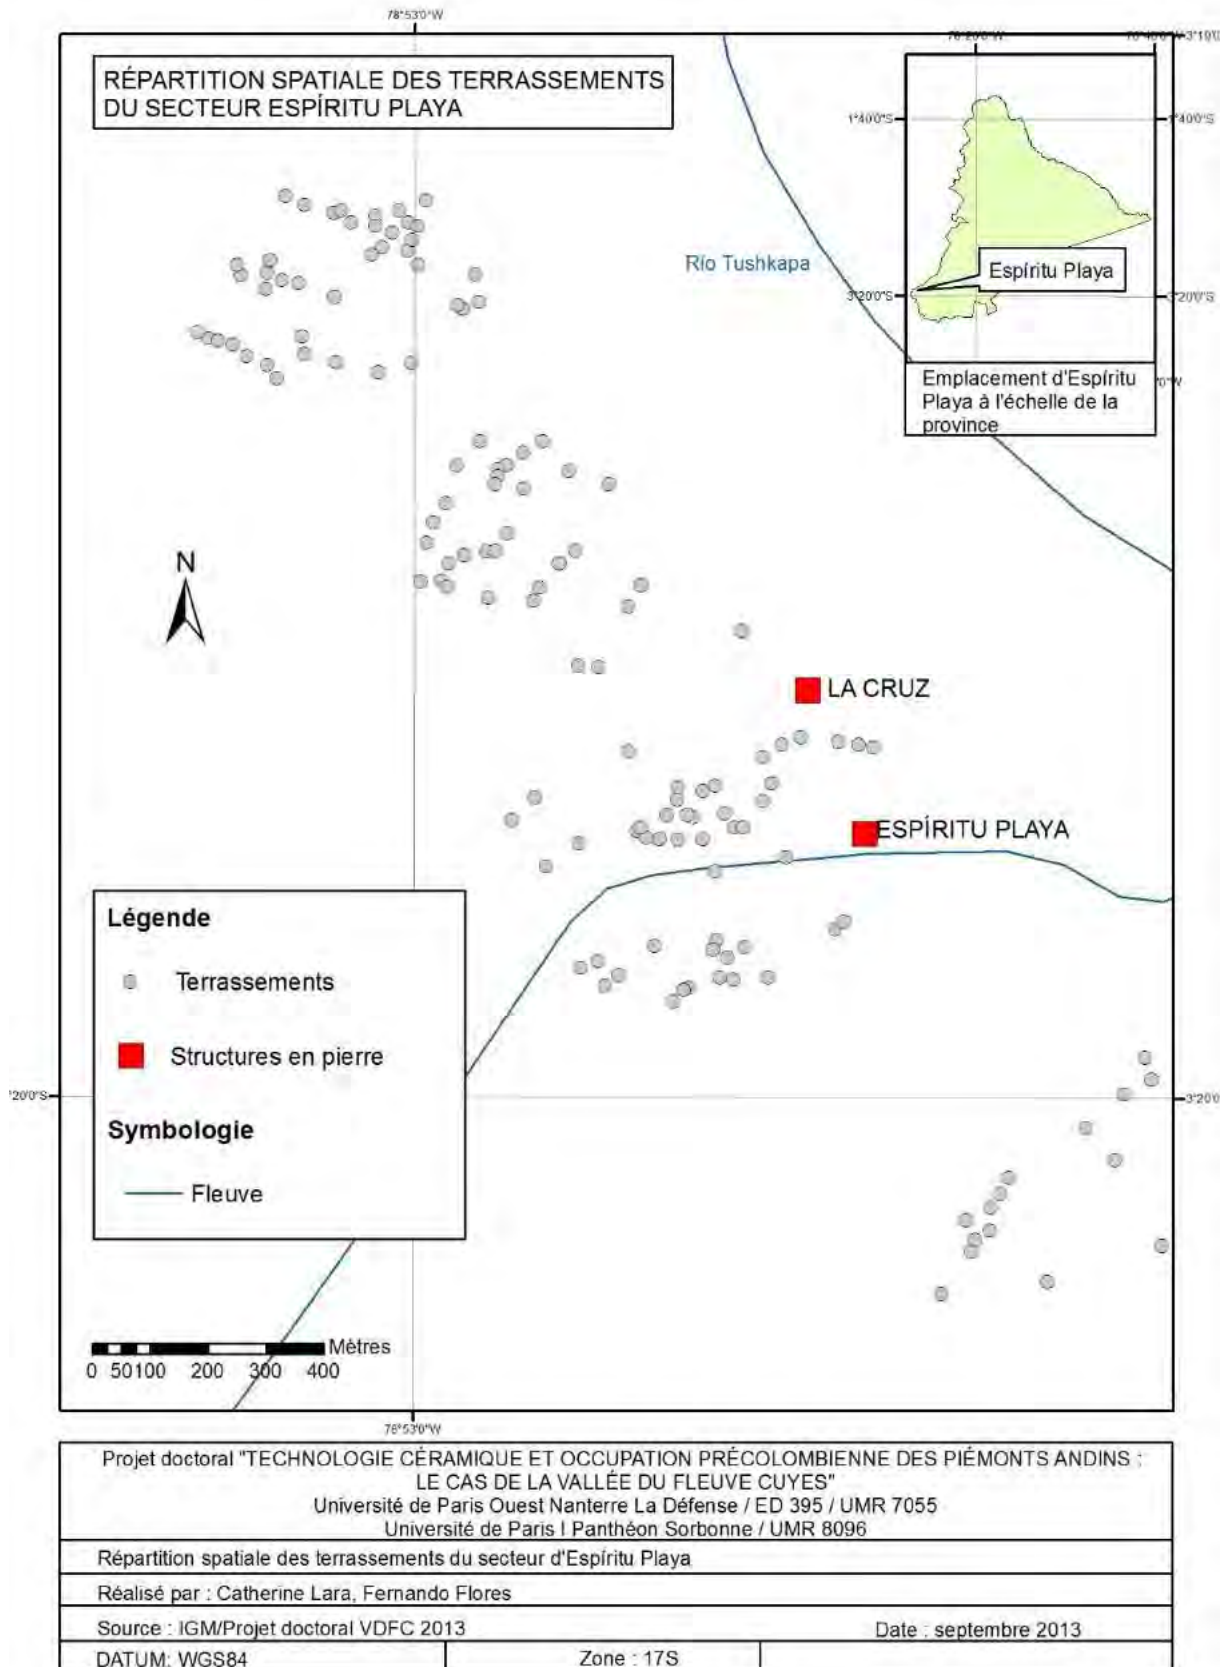 78°53'0"W
RÉPARTITION SPATIALE DES TERRASSEMENTS
DU SECTEUR ESPÍRITU PLAYA
1°40'0"S
1°40'0"S
Río Tushkapa
Espíritu Playa
3°20'0"S
3°20'0"S
Emplacement d'Espíritu
Playa à l'échelle de la
province
N
LA CRUZ
ESPÍRITU PLAYA
Légende
Terrassements
Structures en pierre
Symbologie
Fleuve
Mètres
0 50 100 200 300 400
78°53'0"W
Projet doctoral "TECHNOLOGIE CÉRAMIQUE ET OCCUPATION PRÉCOLOMBIENNE DES PIÉMONTS ANDINS :
LE CAS DE LA VALLÉE DU FLEUVE CUYES"
Université de Paris Ouest Nanterre La Défense / ED 395 / UMR 7055
Université de Paris I Panthéon Sorbonne / UMR 8096
Répartition spatiale des terrassements du secteur d'Espíritu Playa
Réalisé par : Catherine Lara, Fernando Flores
Source : IGM/Projet doctoral VDFC 2013
Date : septembre 2013
DATUM: WGS84
Zone : 17S